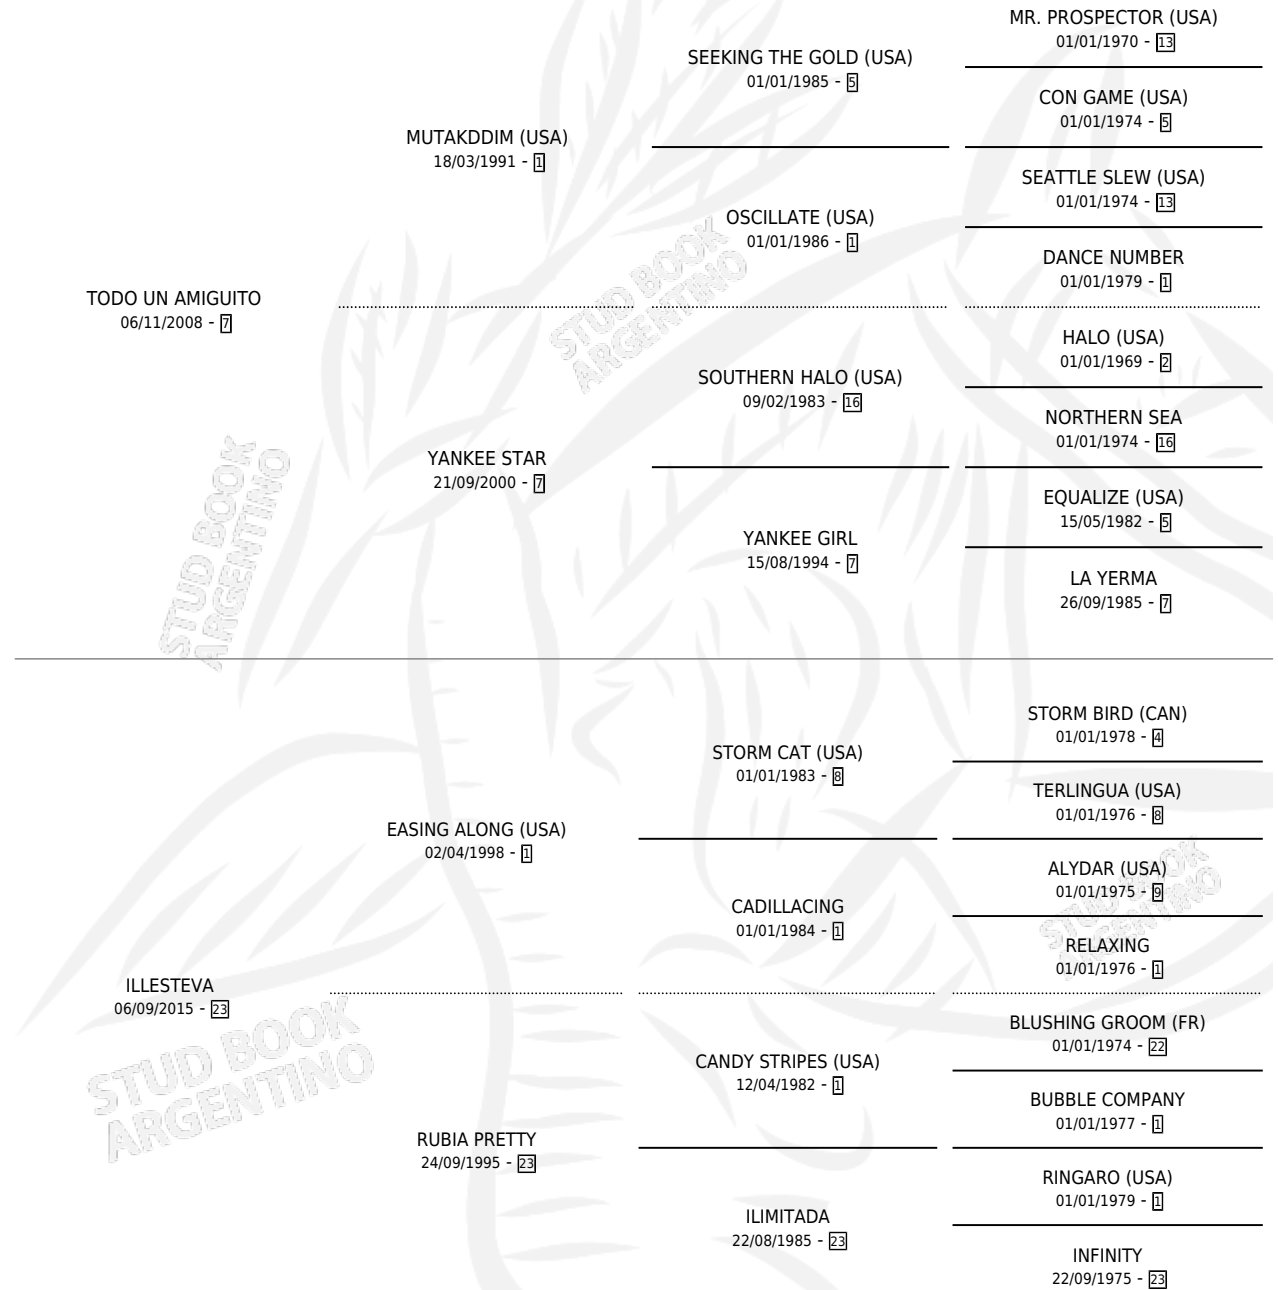 MR. PROSPECTOR (USA)
01/01/1970 - 13
SEEKING THE GOLD (USA)
01/01/1985 - 5
CON GAME (USA)
01/01/1974 - 5
MUTAKDDIM (USA)
18/03/1991 - 1
SEATTLE SLEW (USA)
01/01/1974 - 13
OSCILLATE (USA)
01/01/1986 - 1
DANCE NUMBER
01/01/1979 - 1
TODO UN AMIGUITO
06/11/2008 - 7
HALO (USA)
01/01/1969 - 2
SOUTHERN HALO (USA)
09/02/1983 - 16
NORTHERN SEA
01/01/1974 - 16
YANKEE STAR
21/09/2000 - 7
EQUALIZE (USA)
15/05/1982 - 5
YANKEE GIRL
15/08/1994 - 7
LA YERMA
26/09/1985 - 7
STORM BIRD (CAN)
01/01/1978 - 4
STORM CAT (USA)
01/01/1983 - 8
TERLINGUA (USA)
01/01/1976 - 8
EASING ALONG (USA)
02/04/1998 - 1
ALYDAR (USA)
01/01/1975 - 9
CADILLACING
01/01/1984 - 1
RELAXING
01/01/1976 - 1
ILLESTEVA
06/09/2015 - 23
BLUSHING GROOM (FR)
01/01/1974 - 22
CANDY STRIPES (USA)
12/04/1982 - 1
BUBBLE COMPANY
01/01/1977 - 1
RUBIA PRETTY
24/09/1995 - 23
RINGARO (USA)
01/01/1979 - 1
ILIMITADA
22/08/1985 - 23
INFINITY
22/09/1975 - 23
STUD BOOK
ARGENTINO
STUD BOOK
ARGENTINO
STUD BOOK
ARGENTINO
STUD BOOK
ARGENTINO